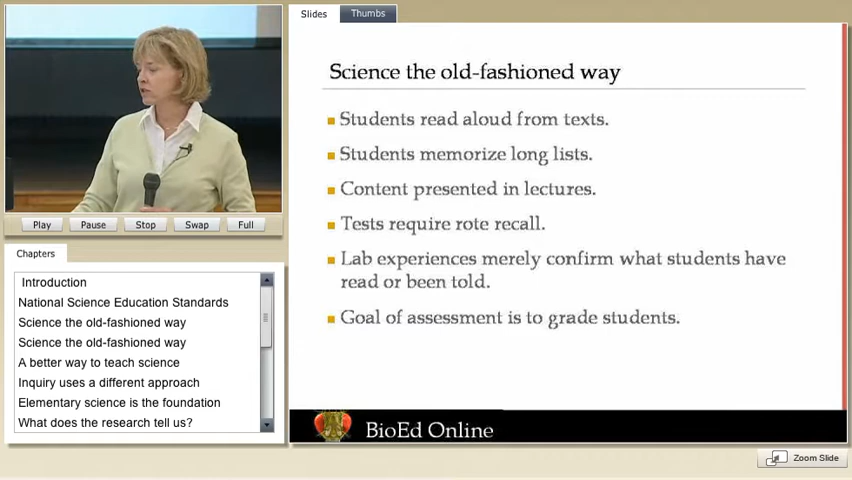 Slides
Thumbs
Science the old-fashioned way
Students read aloud from texts.
Students memorize long lists.
Content presented in lectures.
Tests require rote recall.
Lab experiences merely confirm what students have
read or been told.
Goal of assessment is to grade students.
BioEd Online
Play
Pause
Stop
Swap
Full
Chapters
Introduction
National Science Education Standards
Science the old-fashioned way
Science the old-fashioned way
A better way to teach science
Inquiry uses a different approach
Elementary science is the foundation
What does the research tell us?
Zoom Slide